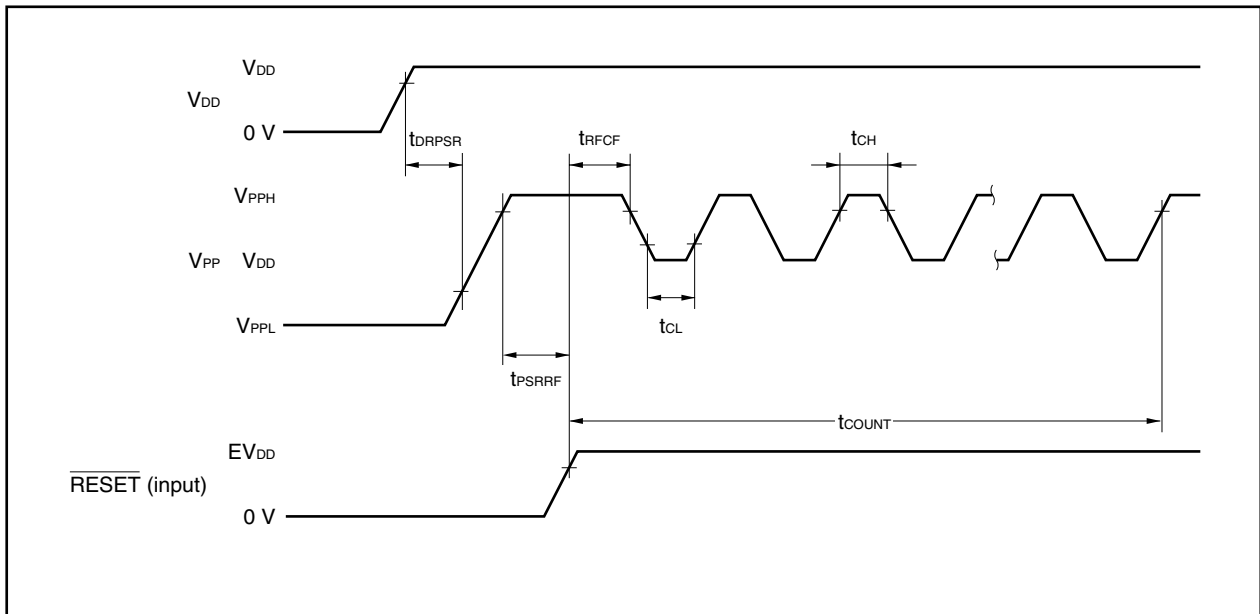 VDD
VDD
0 V
tDRPSR
tRFCF
tCH
VPPH
VPP VDD
tCL
VPPL
tPSRRF
tCOUNT
EVDD
RESET (input)
0 V